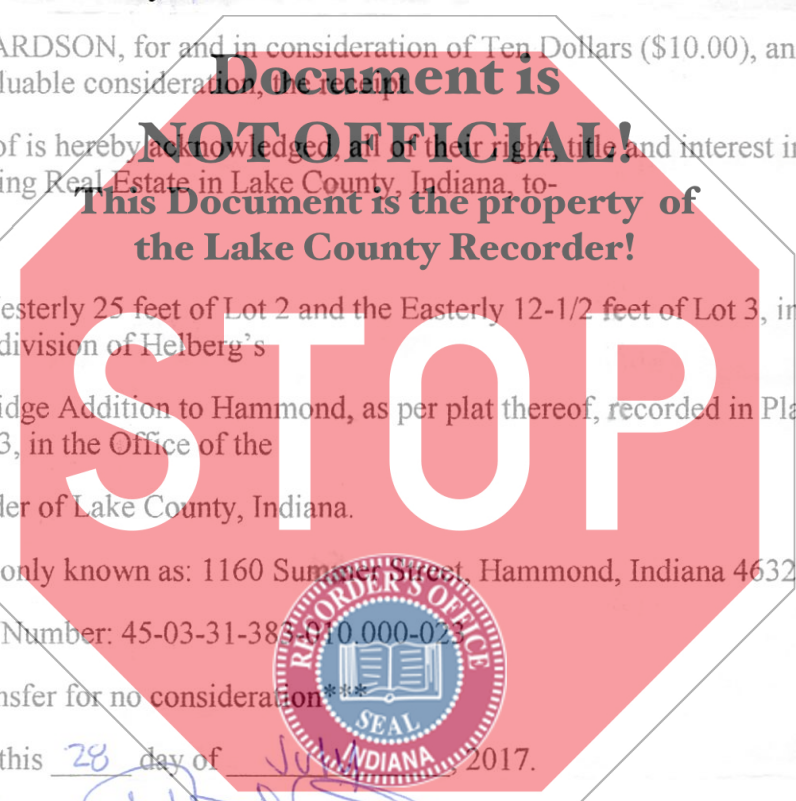 ARDSON, for and in consideration of Ten Dollars ($10.00), an
luable consideration, the receipt
Document is
of is hereby acknowledged, all of their right, title and interest in
NOT OFFICIAL!
ing Real Estate in Lake County, Indiana, to-
This Document is the property of
the Lake County Recorder!
esterly 25 feet of Lot 2 and the Easterly 12-1/2 feet of Lot 3, in
division of Helberg's
STOP
idge Addition to Hammond, as per plat thereof, recorded in Pla
3, in the Office of the
der of Lake County, Indiana.
only known as: 1160 Summer Street, Hammond, Indiana 4632
Number: 45-03-31-383-010.000-023
nsfer for no consideration***
RECORDER'S OFFICE
SEAL
INDIANA
this 28 day of July, 2017.